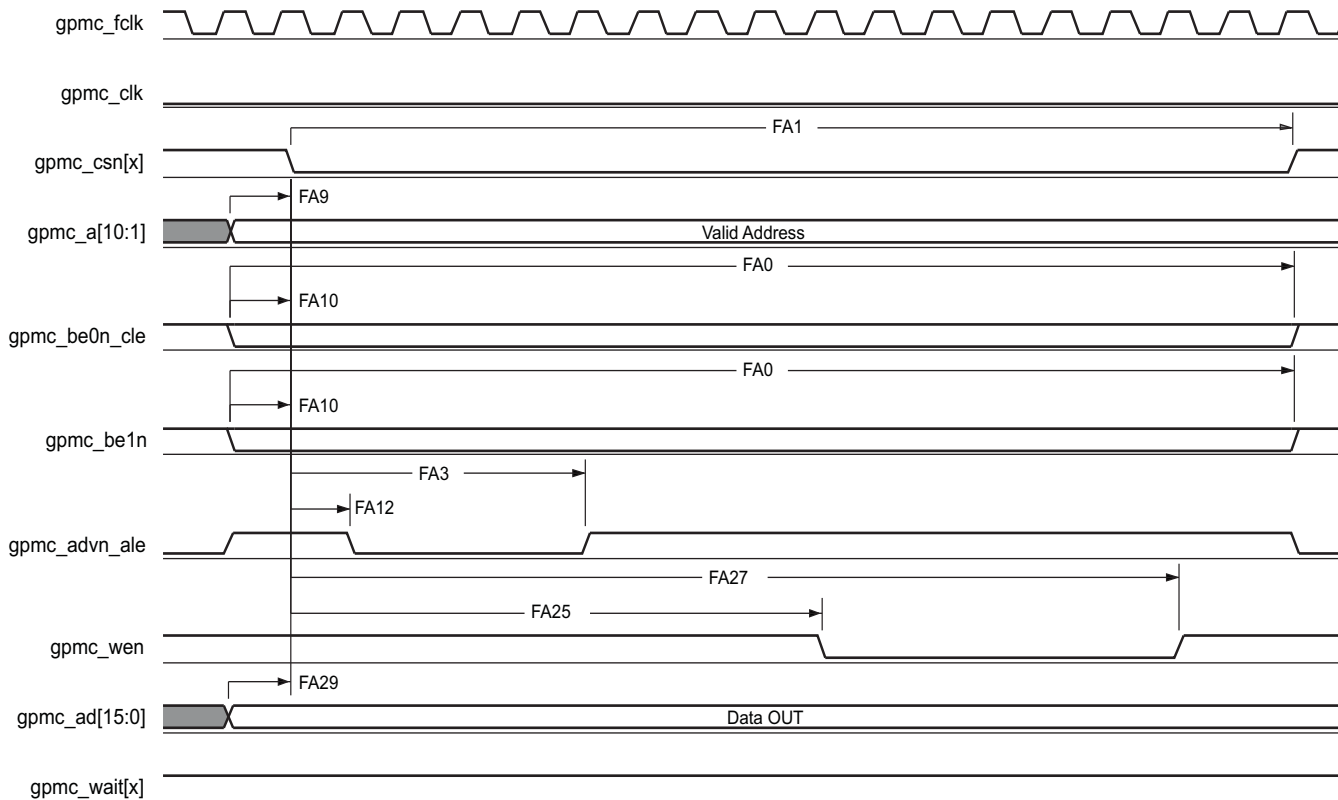 gpmc_fclk
gpmc_clk
FA1
gpmc_csn[x]
FA9
gpmc_a[10:1]
Valid Address
FA0
FA10
gpmc_be0n_cle
FA0
FA10
gpmc_be1n
FA3
FA12
gpmc_advn_ale
FA27
FA25
gpmc_wen
FA29
gpmc_ad[15:0]
Data OUT
gpmc_wait[x]